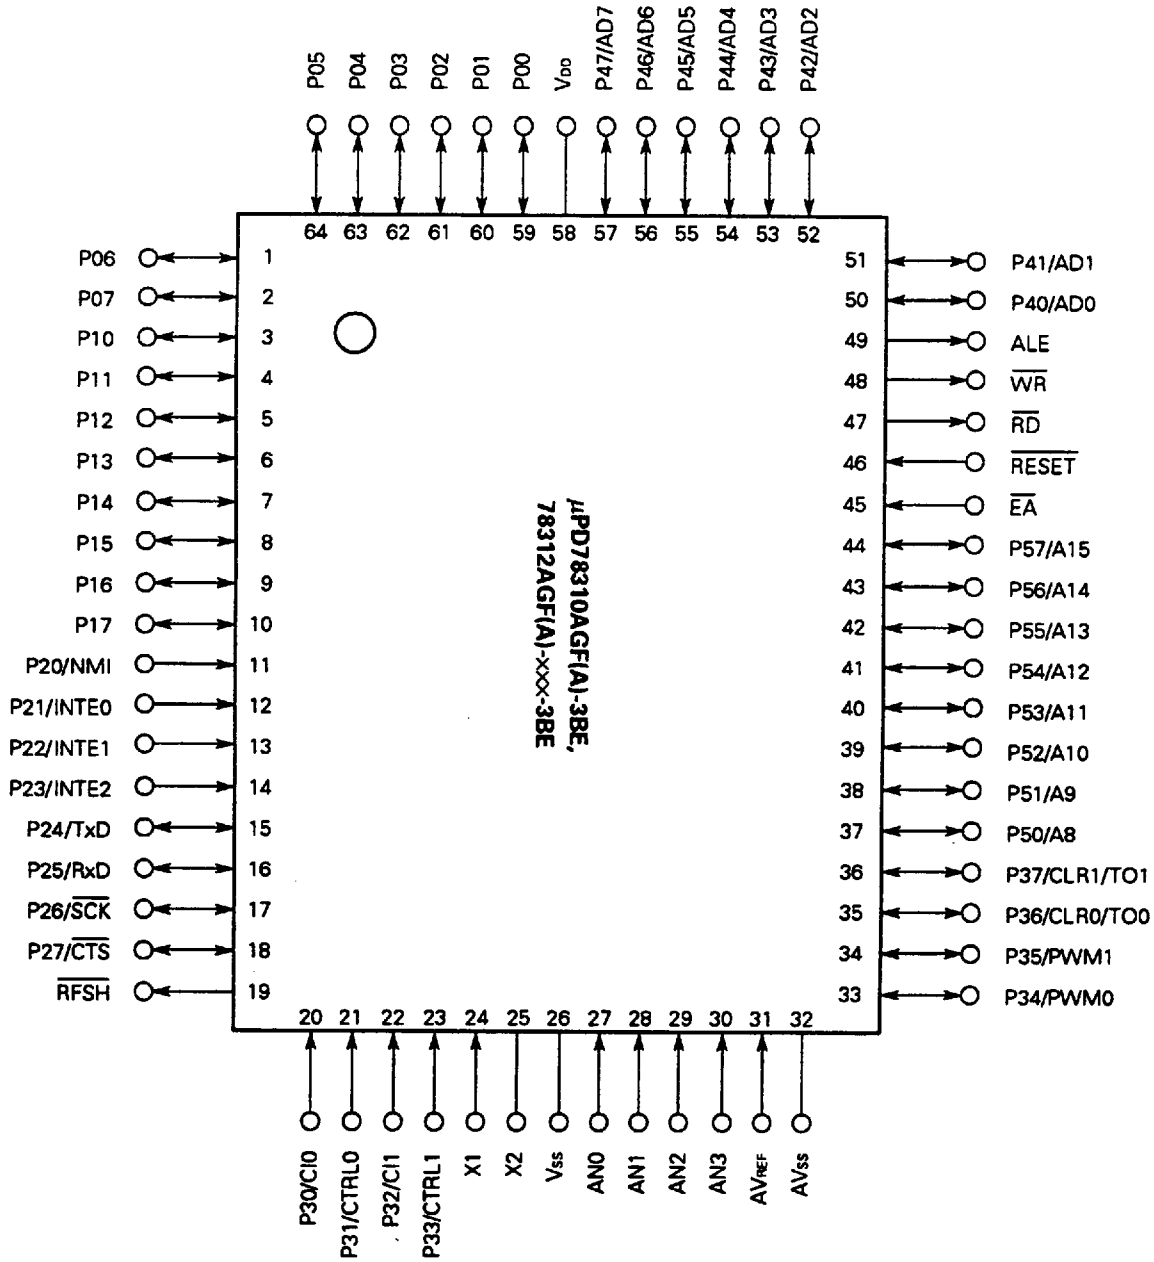 P05 P04 P03 P02 P01 P00 VDD P47/AD7 P46/AD6 P45/AD5 P44/AD4 P43/AD3 P42/AD2
64 63 62 61 60 59 58 57 56 55 54 53 52
P06 1 51 P41/AD1
P07 2 50 P40/AD0
P10 3 49 ALE
P11 4 48 W̅R̅
P12 5 47 R̅D̅
P13 6 46 R̅E̅S̅E̅T̅
P14 7 45 E̅A̅
P15 8 44 P57/A15
P16 9 43 P56/A14
P17 10 42 P55/A13
P20/NMI 11 41 P54/A12
P21/INTE0 12 40 P53/A11
P22/INTE1 13 39 P52/A10
P23/INTE2 14 38 P51/A9
P24/TxD 15 37 P50/A8
P25/RxD 16 36 P37/CLR1/TO1
P26/S̅C̅K̅ 17 35 P36/CLR0/TO0
P27/C̅T̅S̅ 18 34 P35/PWM1
R̅F̅S̅H̅ 19 33 P34/PWM0
μPD78310AGF(A)-3BE,
78312AGF(A)-xxx-3BE
20 21 22 23 24 25 26 27 28 29 30 31 32
P30/CI0 P31/CTRL0 P32/CI1 P33/CTRL1 X1 X2 Vss AN0 AN1 AN2 AN3 AVREF AVss